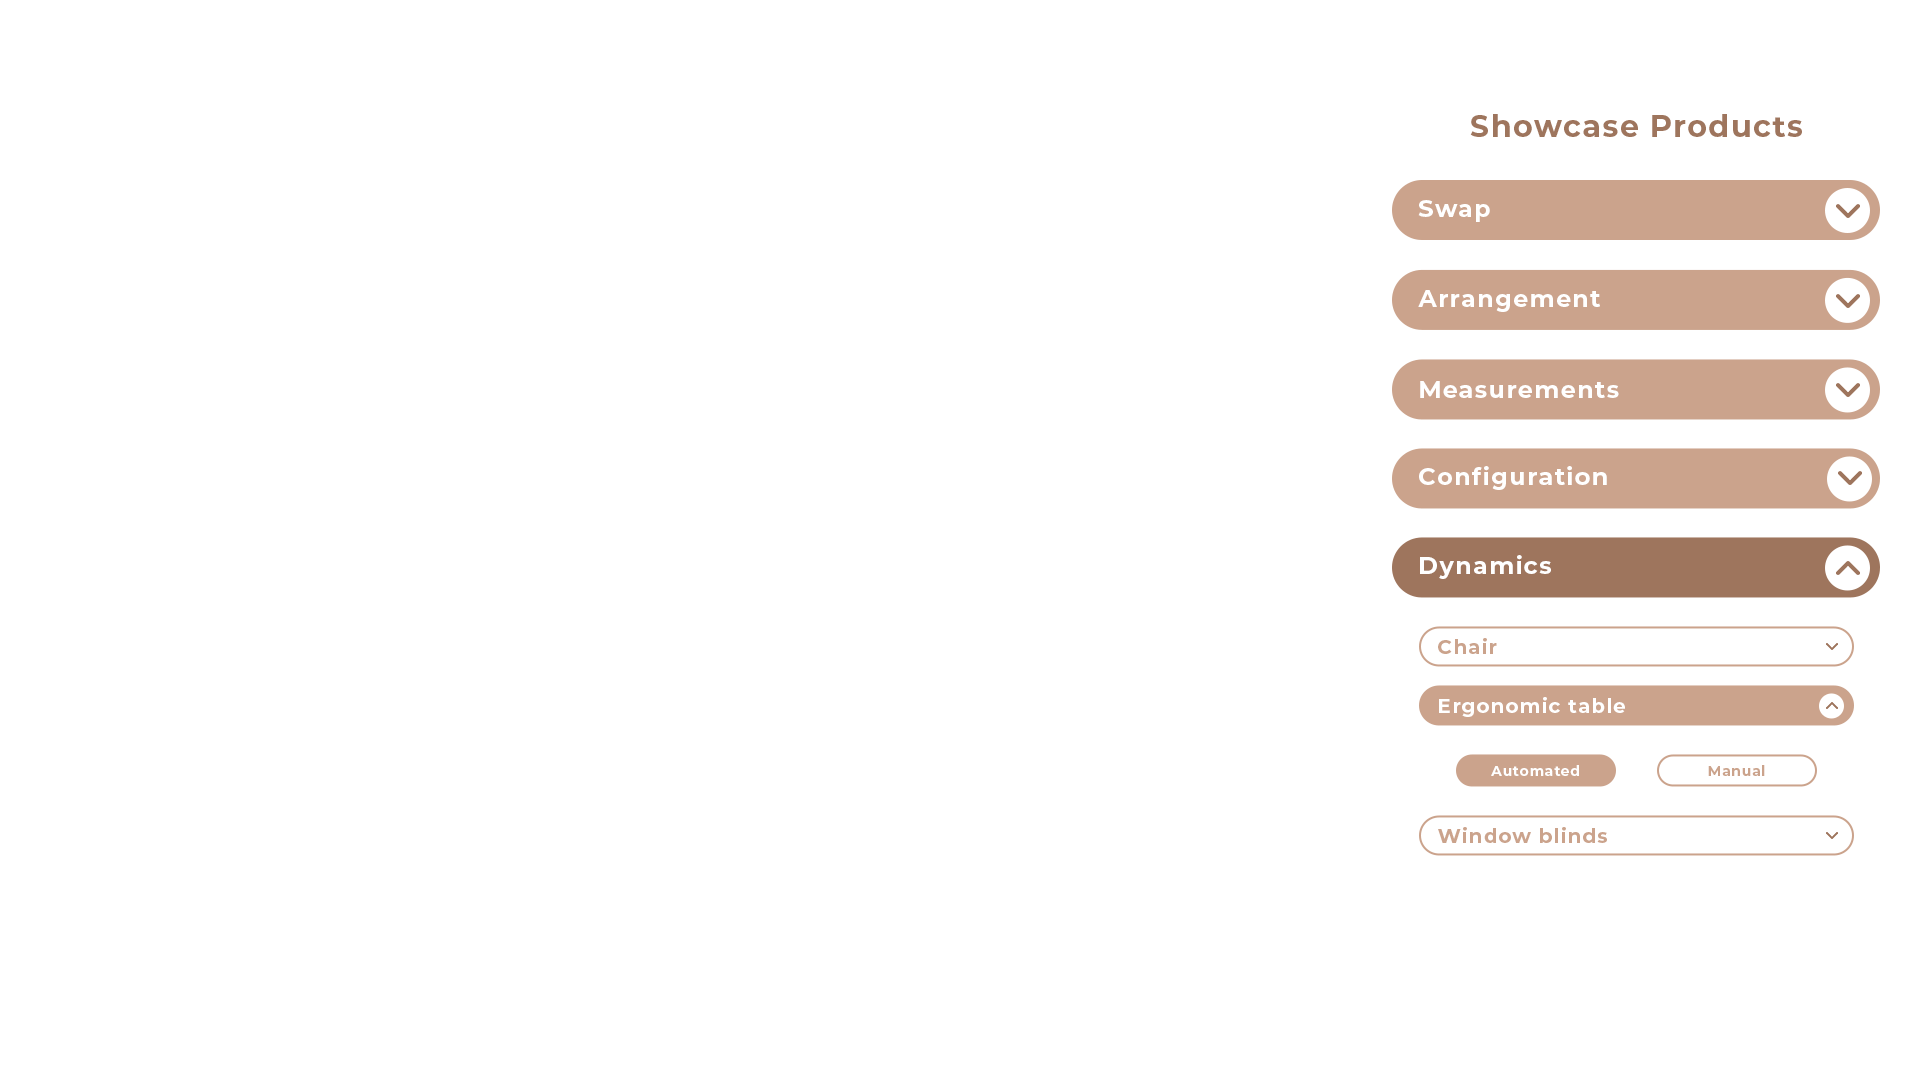 Showcase Products
Swap
Arrangement
Measurements
Configuration
Dynamics
Chair
Ergonomic table
Automated
Manual
Window blinds